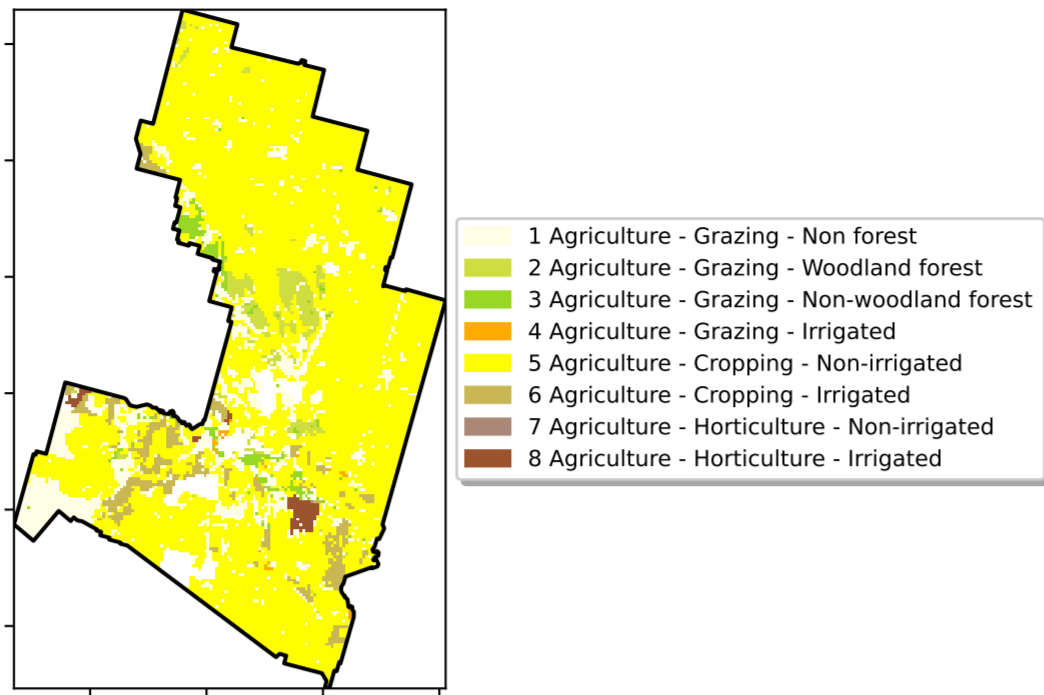 1 Agriculture - Grazing - Non forest
2 Agriculture - Grazing - Woodland forest
3 Agriculture - Grazing - Non-woodland forest
4 Agriculture - Grazing - Irrigated
5 Agriculture - Cropping - Non-irrigated
6 Agriculture - Cropping - Irrigated
7 Agriculture - Horticulture - Non-irrigated
8 Agriculture - Horticulture - Irrigated